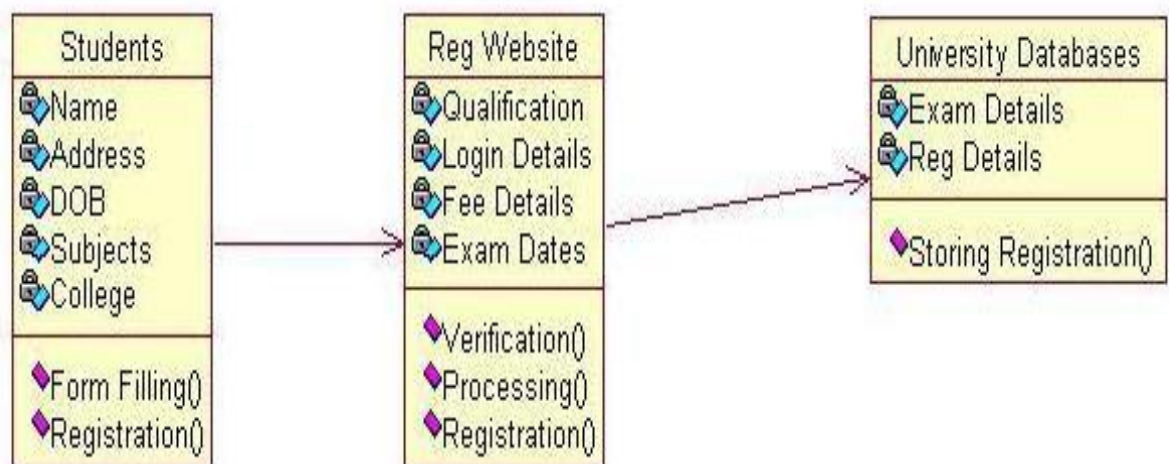 Students
Name
Address
DOB
Subjects
College
Form Filling()
Registration()
Reg Website
Qualification
Login Details
Fee Details
Exam Dates
Verification()
Processing()
Registration()
University Databases
Exam Details
Reg Details
Storing Registration()